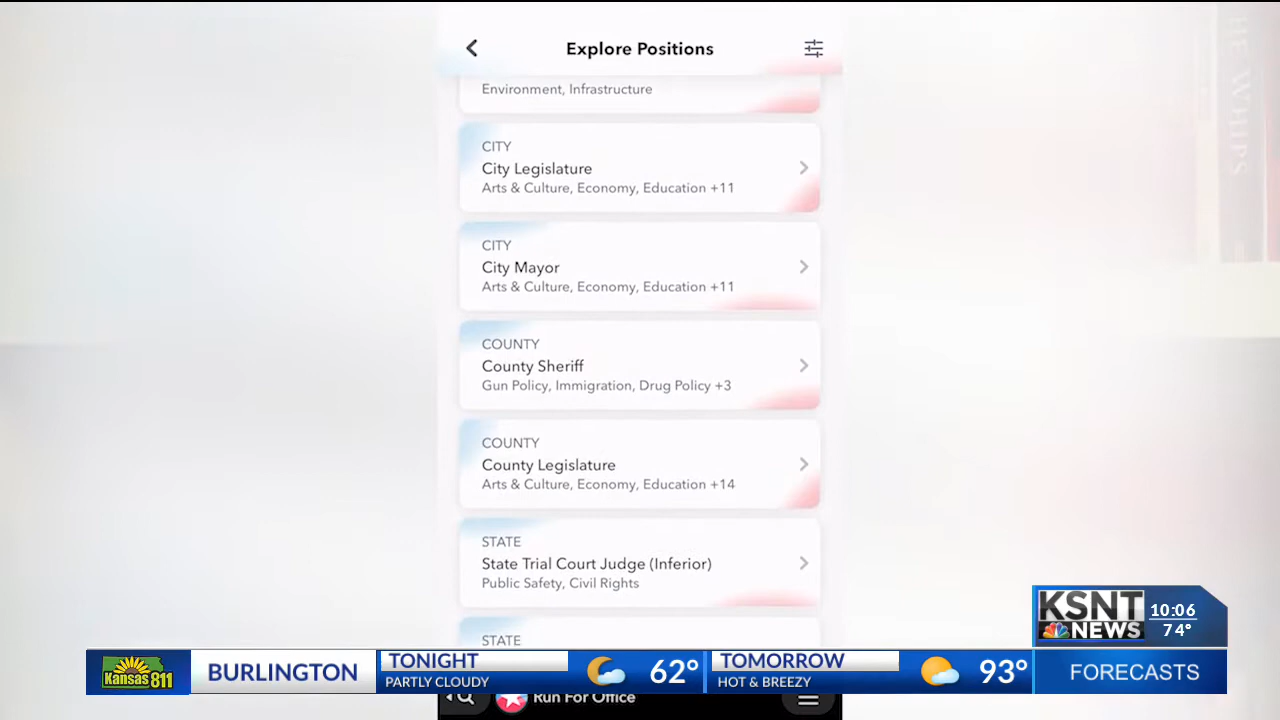 Explore Positions
Environment, Infrastructure
CITY
City Legislature
Arts & Culture, Economy, Education +11
CITY
City Mayor
Arts & Culture, Economy, Education +11
COUNTY
County Sheriff
Gun Policy, Immigration, Drug Policy +3
COUNTY
County Legislature
Arts & Culture, Economy, Education +14
STATE
State Trial Court Judge (Inferior)
Public Safety, Civil Rights
STATE
Run For Office
HE WHIPS
KSNT
NEWS
10:06
74°
Kansas 811
BURLINGTON
TONIGHT
PARTLY CLOUDY
62°
TOMORROW
HOT & BREEZY
93°
FORECASTS